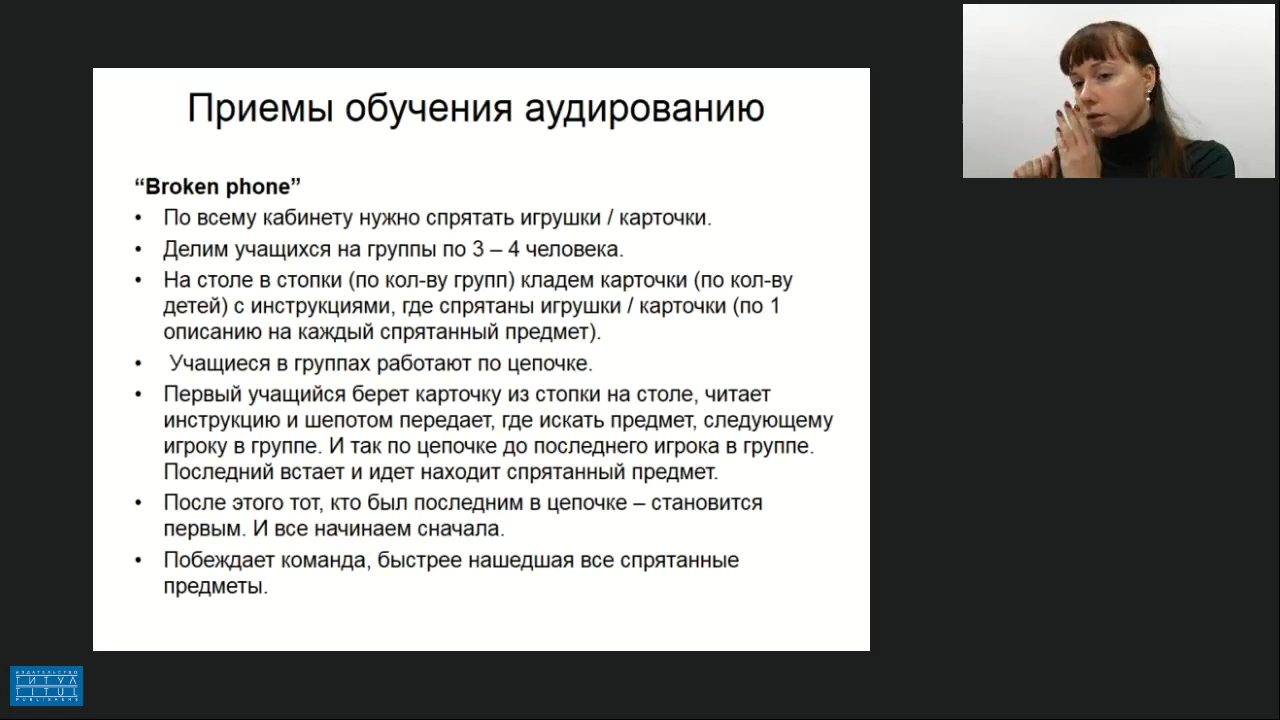 Приемы обучения аудированию
“Broken phone”
• По всему кабинету нужно спрятать игрушки / карточки.
• Делим учащихся на группы по 3 – 4 человека.
• На столе в стопки (по кол-ву групп) кладем карточки (по кол-ву
детей) с инструкциями, где спрятаны игрушки / карточки (по 1
описанию на каждый спрятанный предмет).
• Учащиеся в группах работают по цепочке.
• Первый учащийся берет карточку из стопки на столе, читает
инструкцию и шепотом передает, где искать предмет, следующему
игроку в группе. И так по цепочке до последнего игрока в группе.
Последний встает и идет находит спрятанный предмет.
• После этого тот, кто был последним в цепочке – становится
первым. И все начинаем сначала.
• Побеждает команда, быстрее нашедшая все спрятанные
предметы.
ИЗДАТЕЛЬСТВО
ТИТУЛ
TITUL
PUBLISHERS